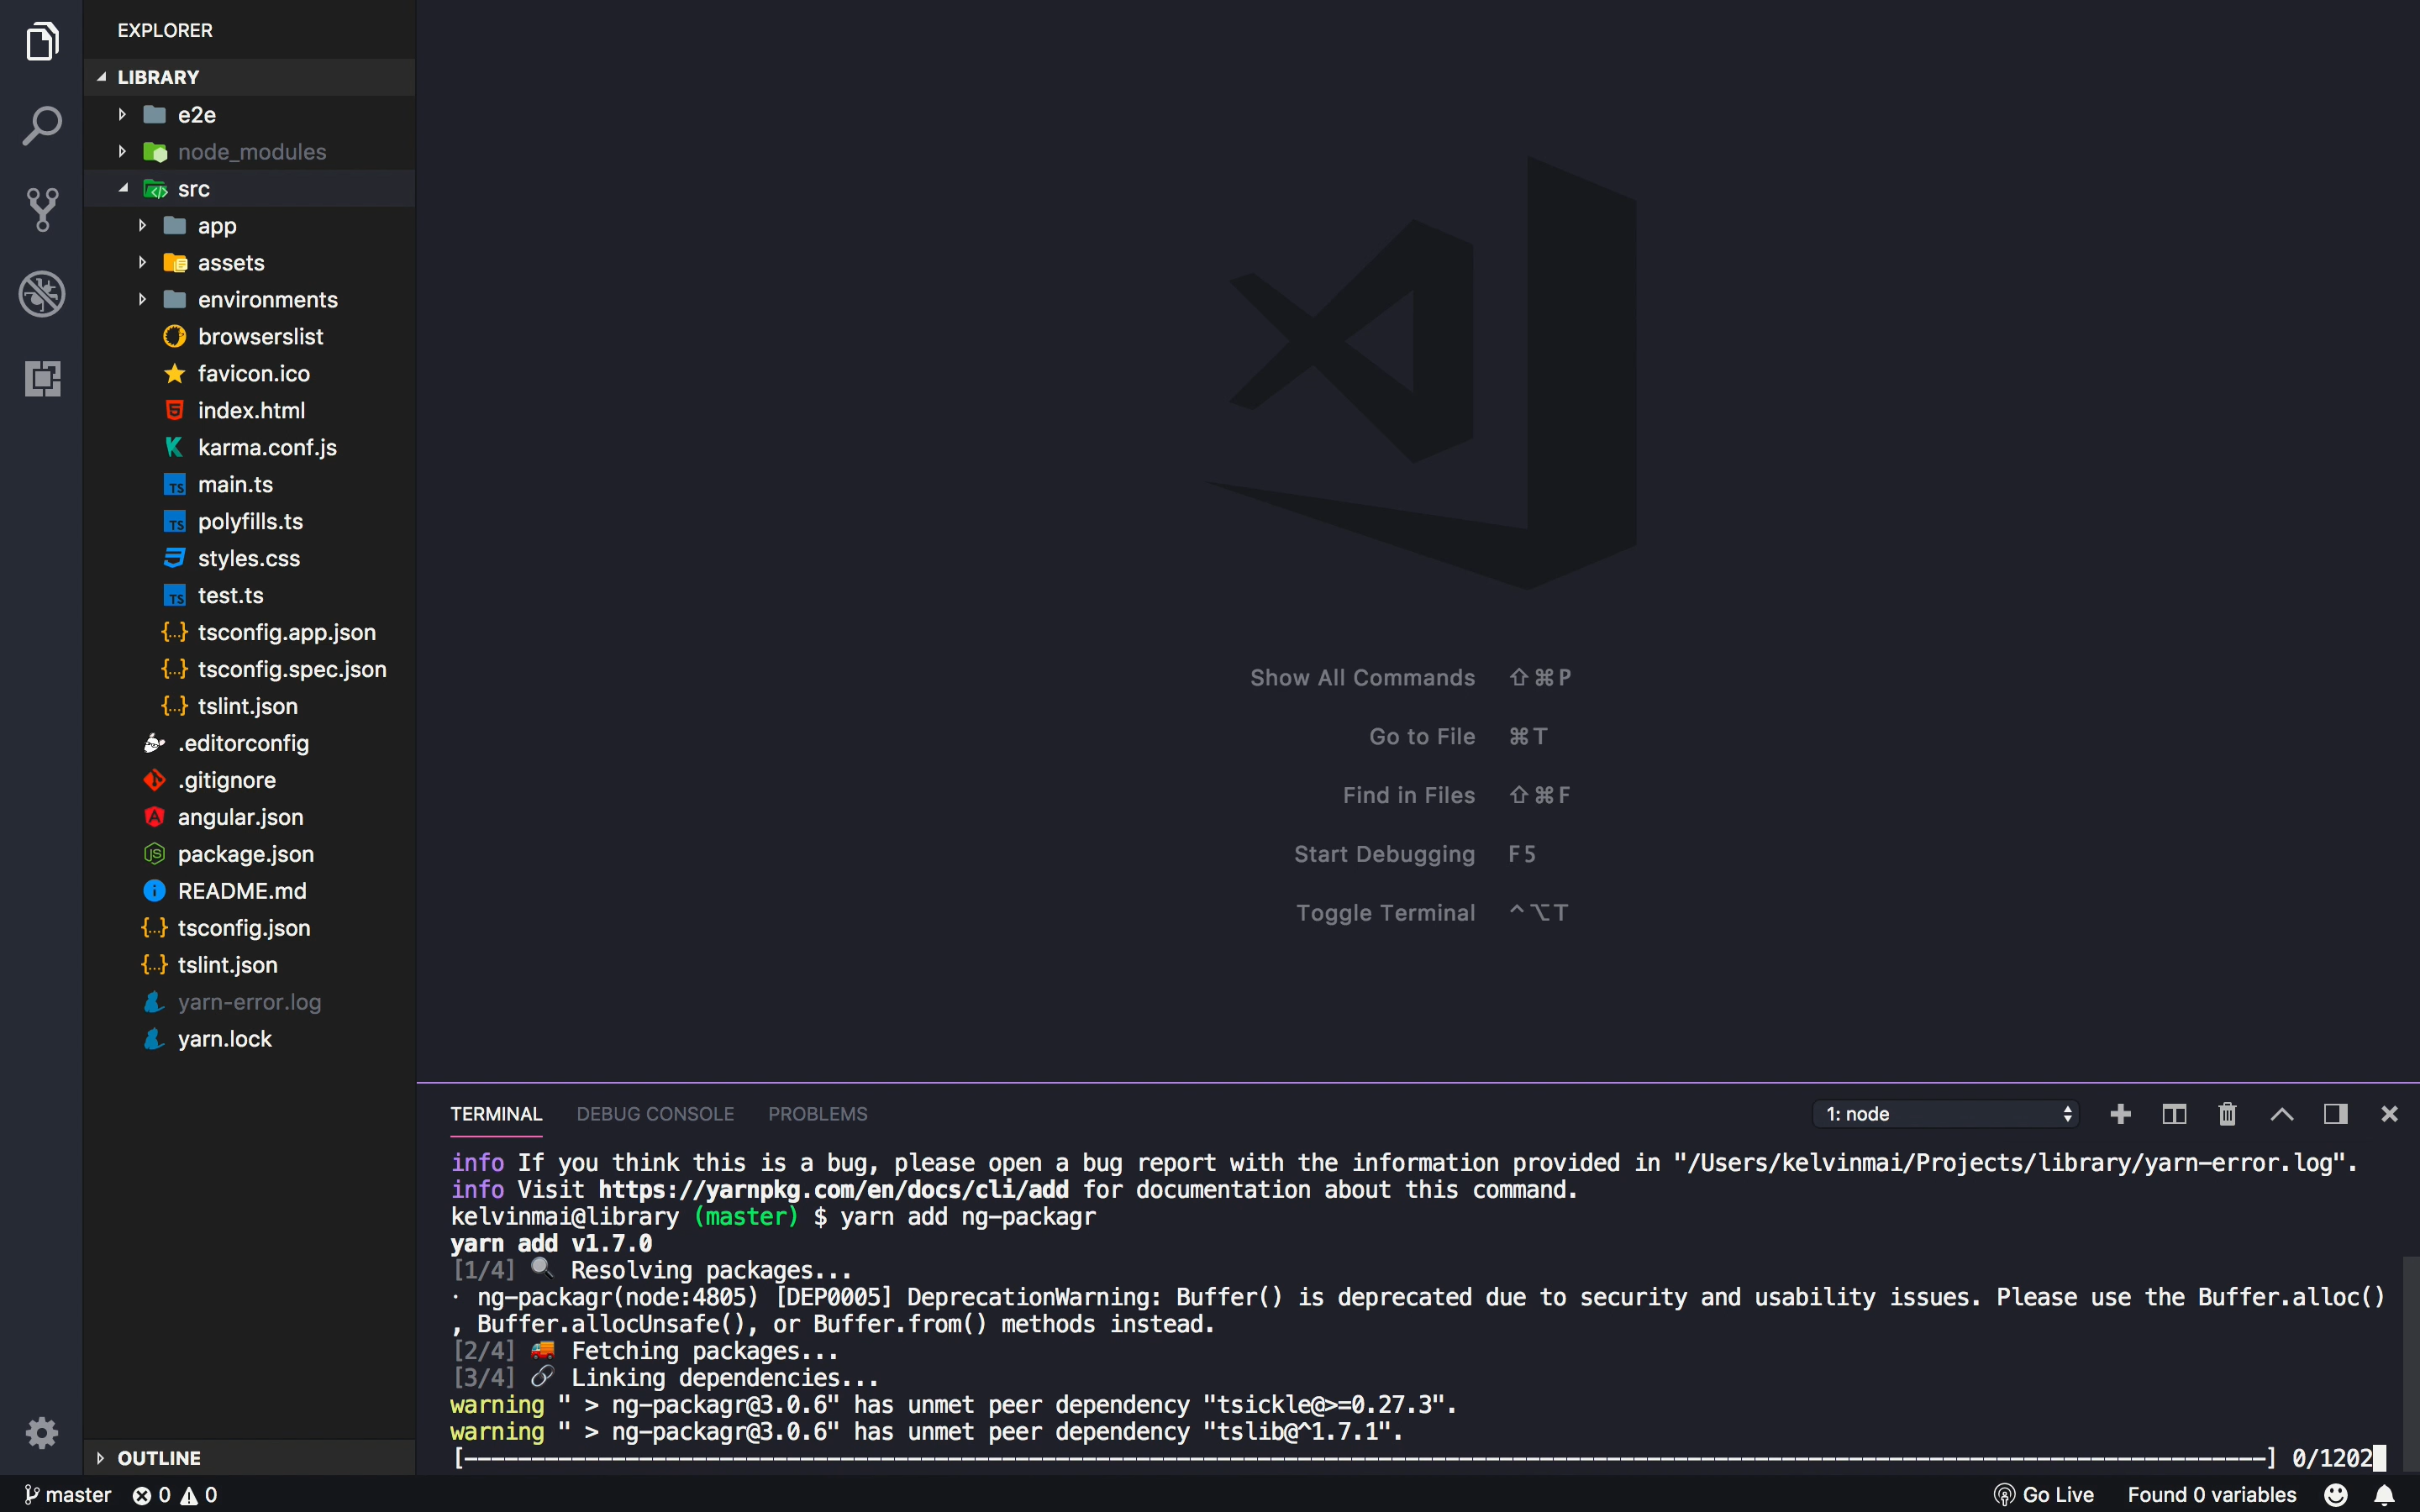 EXPLORER
LIBRARY
e2e
node_modules
src
app
assets
environments
browserslist
favicon.ico
index.html
karma.conf.js
main.ts
polyfills.ts
styles.css
test.ts
tsconfig.app.json
tsconfig.spec.json
tslint.json
.editorconfig
.gitignore
angular.json
package.json
README.md
tsconfig.json
tslint.json
yarn-error.log
yarn.lock
OUTLINE
Show All Commands ⇧⌘P
Go to File ⌘T
Find in Files ⇧⌘F
Start Debugging F5
Toggle Terminal ^⌥T
TERMINAL DEBUG CONSOLE PROBLEMS 1: node
info If you think this is a bug, please open a bug report with the information provided in "/Users/kelvinmai/Projects/library/yarn-error.log".
info Visit https://yarnpkg.com/en/docs/cli/add for documentation about this command.
kelvinmai@library (master) $ yarn add ng-packagr
yarn add v1.7.0
[1/4] 🔍 Resolving packages...
· ng-packagr(node:4805) [DEP0005] DeprecationWarning: Buffer() is deprecated due to security and usability issues. Please use the Buffer.alloc()
, Buffer.allocUnsafe(), or Buffer.from() methods instead.
[2/4] 🚚 Fetching packages...
[3/4] 🔗 Linking dependencies...
warning " > ng-packagr@3.0.6" has unmet peer dependency "tsickle@>=0.27.3".
warning " > ng-packagr@3.0.6" has unmet peer dependency "tslib@^1.7.1".
[--------------------------------------------------------------------------------------------------------------------------------------] 0/1202
master 0 0 Go Live Found 0 variables